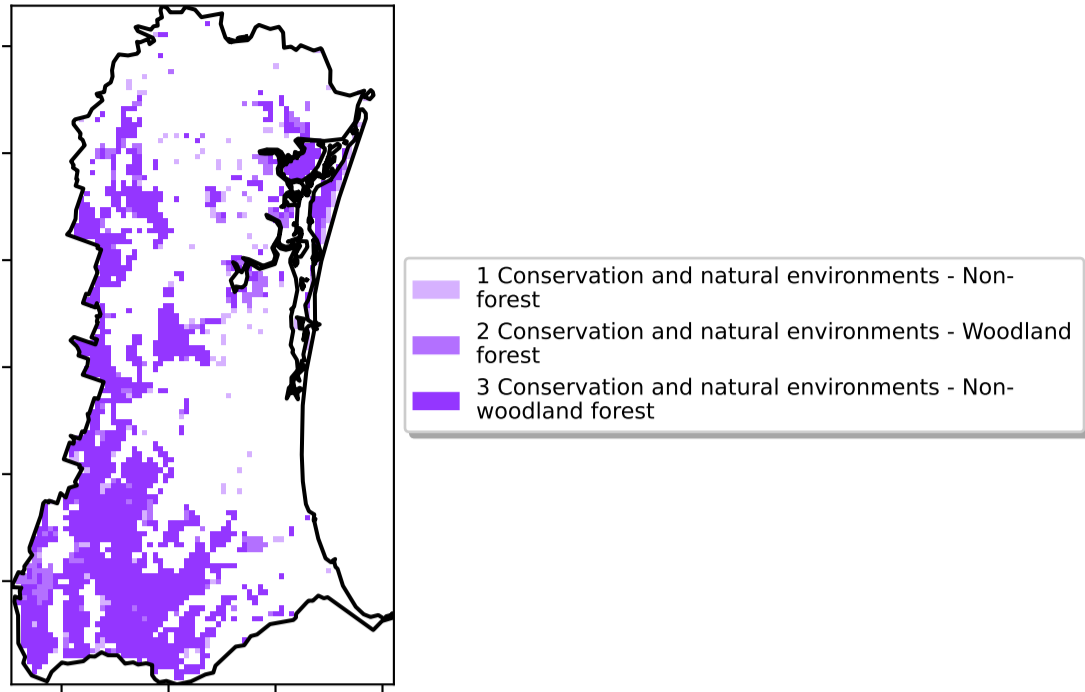 1 Conservation and natural environments - Non-
forest
2 Conservation and natural environments - Woodland
forest
3 Conservation and natural environments - Non-
woodland forest